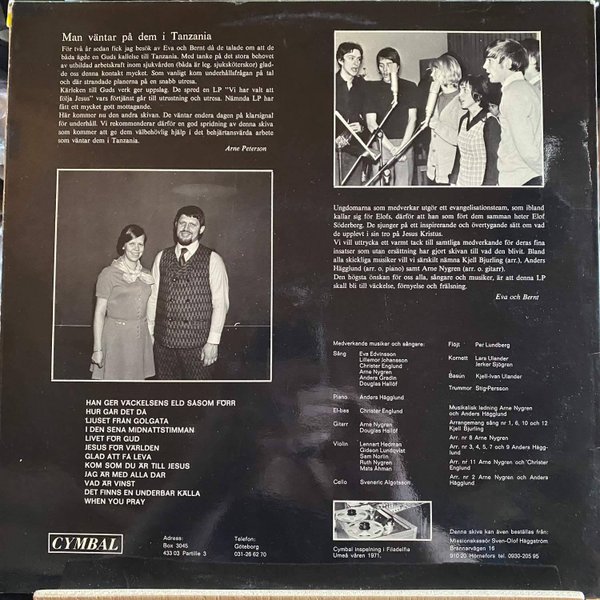 Man väntar på dem i Tanzania
För två år sedan fick jag besök av Eva och Bernt då de talade om att de
båda ägde en Guds kallelse till Tanzania. Med tanke på det stora behovet
av utbildad arbetskraft inom sjukvården (båda är leg. sjuksköterskor) glad-
de oss denna kontakt mycket. Som vanligt kom underhållsfrågan på tal
och där strandade planerna på en snabb utresa.
Kärleken till Guds verk ger uppslag. De spred en LP "Vi har valt att
följa Jesus" vars förtjänst går till utrustning och utresa. Nämnda LP har
fått ett mycket gott mottagande.
Här kommer nu den andra skivan. De väntar endera dagen på klarsignal
för underhåll. Vi rekommenderar därför en god spridning av denna skiva
som kommer att ge dem välbehövlig hjälp i det behjärtansvärda arbete
som väntar dem i Tanzania.
Arne Peterson
Ungdomarna som medverkar utgör ett evangelisationsteam, som ibland
kallar sig för Elofs, därför att han som fört dem samman heter Elof
Söderberg. De sjunger på ett inspirerande och övertygande sätt om vad
de upplevt i sin tro på Jesus Kristus.
Vi vill uttrycka ett varmt tack till samtliga medverkande för deras fina
insatser som utan ersättning har gjort skivan till vad den blivit. Bland
alla skickliga musiker vill vi särskilt nämna Kjell Bjurling (arr.), Anders
Hägglund (arr. o. piano) samt Arne Nygren (arr. o. gitarr).
Den högsta önskan för oss alla, sångare och musiker, är att denna LP
skall bli till väckelse, förnyelse och frälsning.
Eva och Bernt
HAN GER VÄCKELSENS ELD SÅSOM FÖRR
HUR GÅR DET DÅ
LJUSET FRÅN GOLGATA
I DEN SENA MIDNATTSTIMMAN
LIVET FÖR GUD
JESUS FÖR VÄRLDEN
GLAD ATT FÅ LEVA
KOM SOM DU ÄR TILL JESUS
JAG ÄR MED ALLA DAR
VAD ÄR VINST
DET FINNS EN UNDERBAR KÄLLA
WHEN YOU PRAY
Medverkande musiker och sångare:
Sång Eva Edvinsson
Lillemor Johansson
Christer Englund
Arne Nygren
Anders Gradin
Douglas Hallöf
Piano Anders Hägglund
El-bas Christer Englund
Gitarr Arne Nygren
Douglas Hallöf
Violin Lennart Hedman
Gideon Lundqvist
Sam Norlin
Ruth Nygren
Mats Åhman
Cello Sveneric Algotsson
Flöjt Per Lundberg
Kornett Lars Ulander
Jerker Sjögren
Basun Kjell-Ivan Ulander
Trummor Stig Persson
Musikalisk ledning Arne Nygren
och Anders Hägglund
Arrangemang sång nr 1, 6, 10 och 12
Kjell Bjurling
Arr. nr 8 Arne Nygren
Arr. nr 3, 4, 5, 7 och 9 Anders Hägg-
lund
Arr. nr 11 Arne Nygren och Christer
Englund
Arr. nr 2 Arne Nygren och Anders
Hägglund
CYMBAL
Adress:
Box 3045
433 03 Partille 3
Telefon:
Göteborg
031-26 62 70
Cymbal inspelning i Filadelfia
Umeå våren 1971.
Denna skiva kan även beställas från:
Missionskassör Sven-Olof Häggström
Brännarvägen 16
910 20 Hörnefors tel. 0930-205 95